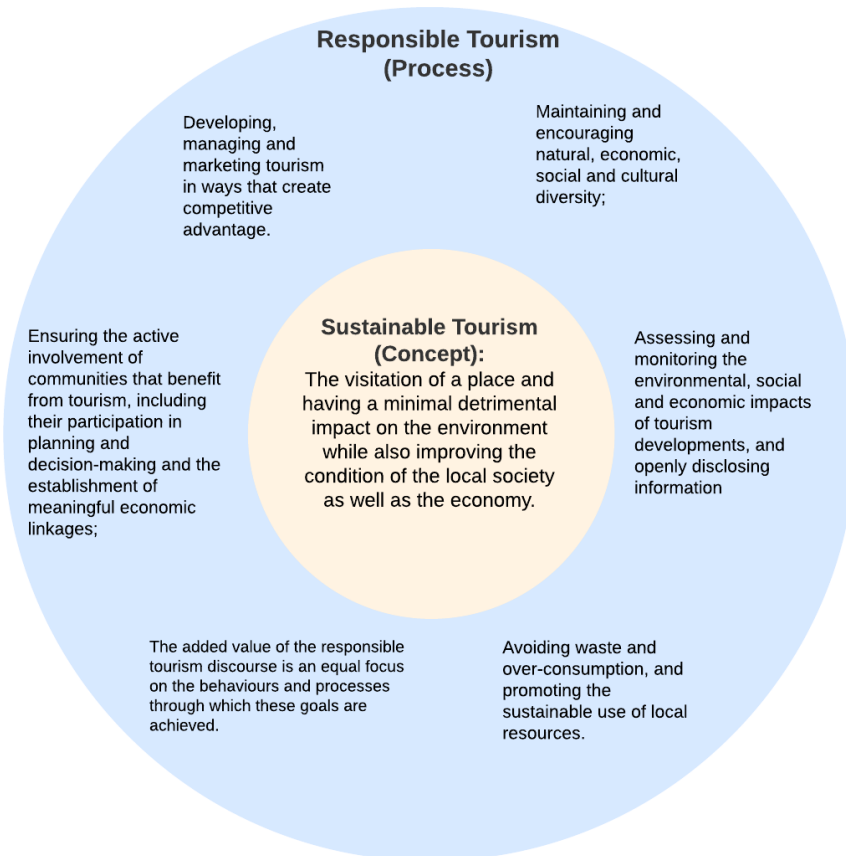 Responsible Tourism
(Process)
Developing,
managing and
marketing tourism
in ways that create
competitive
advantage.
Maintaining and
encouraging
natural, economic,
social and cultural
diversity;
Ensuring the active
involvement of
communities that benefit
from tourism, including
their participation in
planning and
decision-making and the
establishment of
meaningful economic
linkages;
Sustainable Tourism
(Concept):
The visitation of a place and
having a minimal detrimental
impact on the environment
while also improving the
condition of the local society
as well as the economy.
Assessing and
monitoring the
environmental, social
and economic impacts
of tourism
developments, and
openly disclosing
information
The added value of the responsible
tourism discourse is an equal focus
on the behaviours and processes
through which these goals are
achieved.
Avoiding waste and
over-consumption, and
promoting the
sustainable use of local
resources.